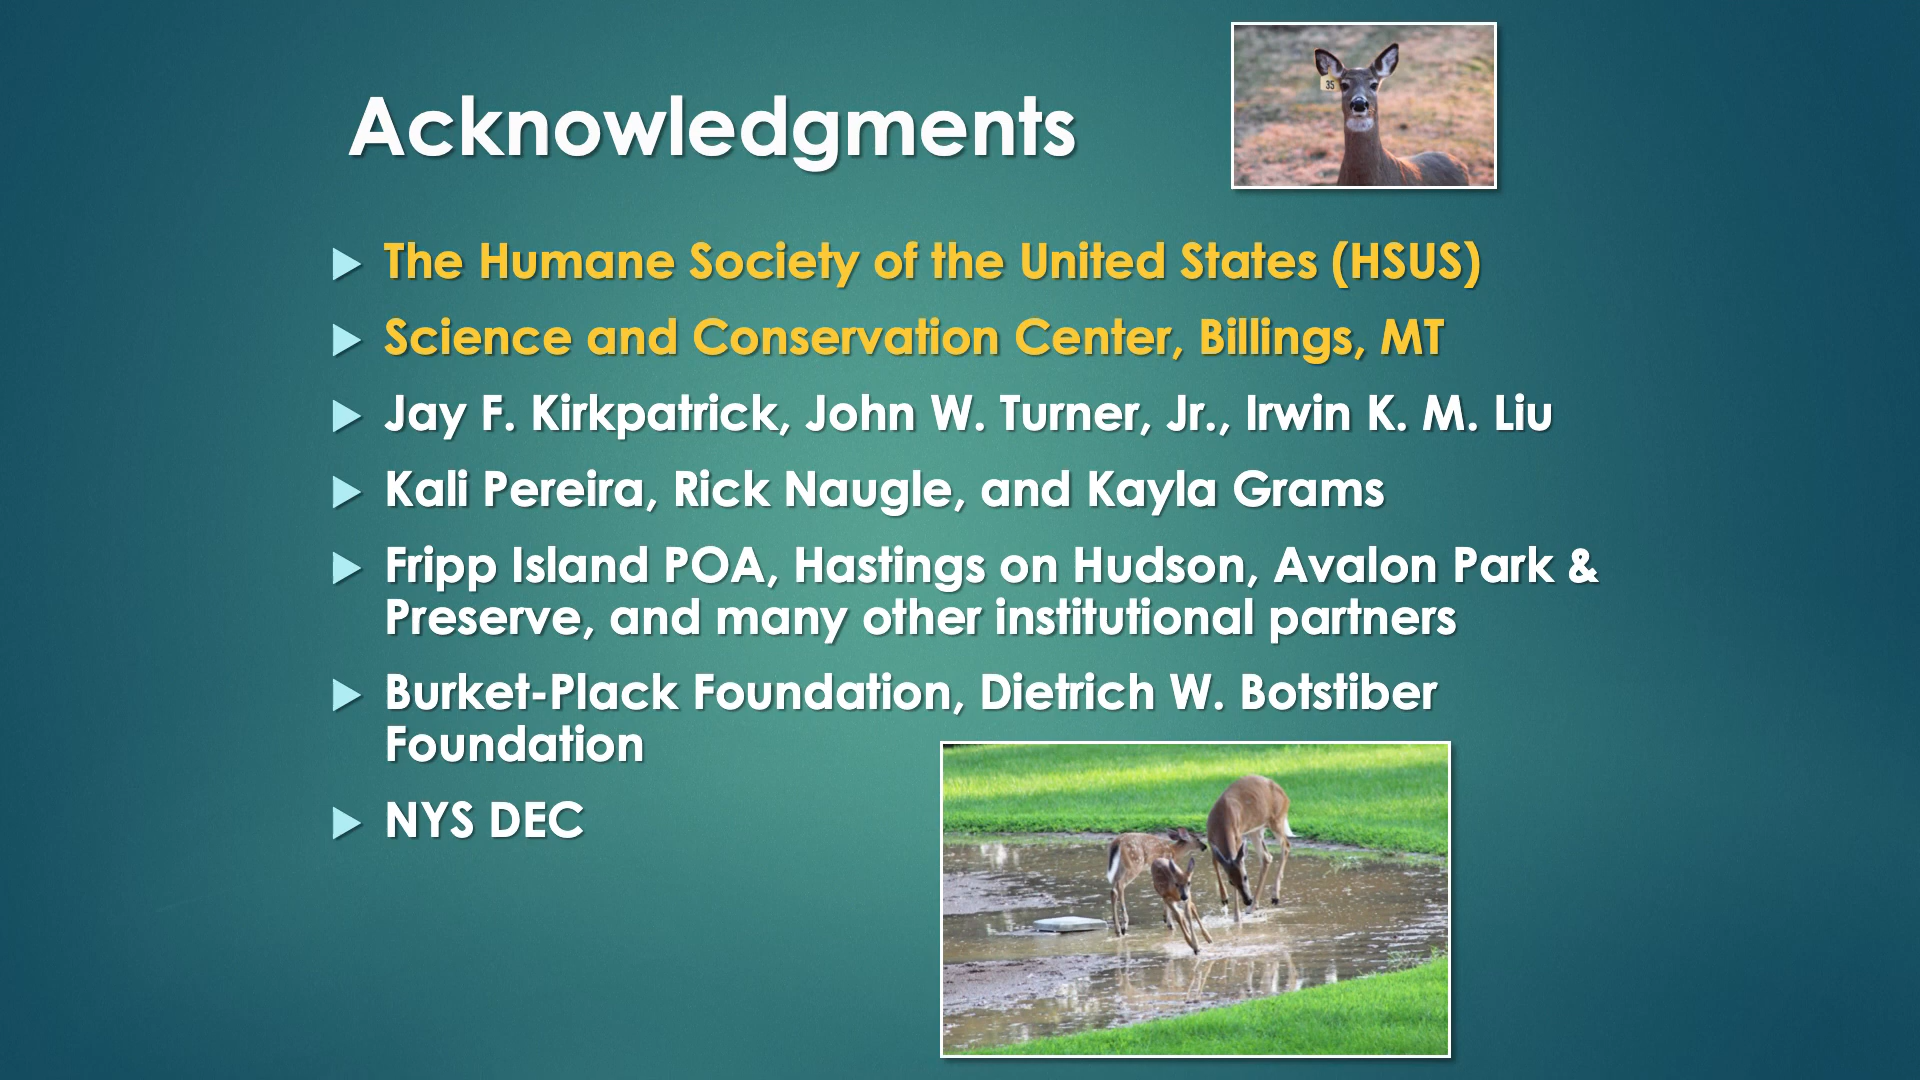 Acknowledgments
35
The Humane Society of the United States (HSUS)
Science and Conservation Center, Billings, MT
Jay F. Kirkpatrick, John W. Turner, Jr., Irwin K. M. Liu
Kali Pereira, Rick Naugle, and Kayla Grams
Fripp Island POA, Hastings on Hudson, Avalon Park &
Preserve, and many other institutional partners
Burket-Plack Foundation, Dietrich W. Botstiber
Foundation
NYS DEC